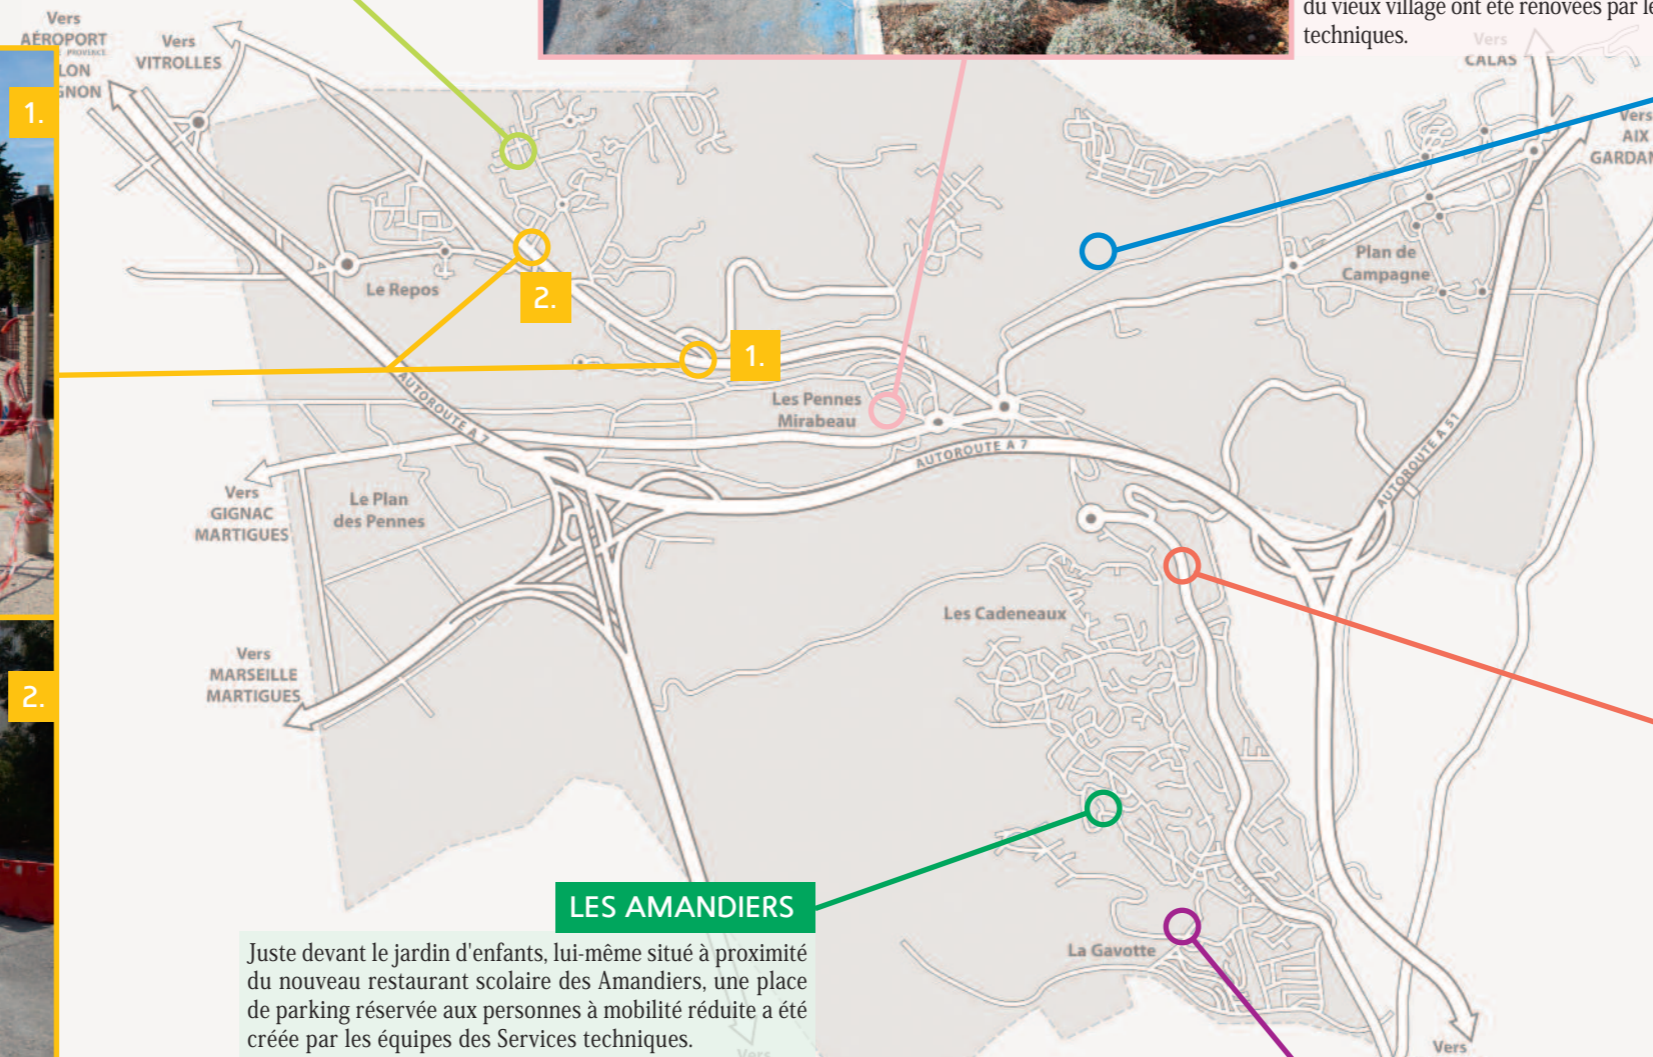 du vieux village ont été rénovées par le
techniques.
Vers
AÉROPORT
PROVENCE
LON
GNON
Vers
VITROLLES
Vers
CALAS
Vers
AIX
GARDAN
1.
2.
Le Repos
2.
1.
Plan de
Campagne
Les Pennes
Mirabeau
AUTOROUTE A 7
AUTOROUTE A 7
AUTOROUTE A 51
Vers
GIGNAC
MARTIGUES
Le Plan
des Pennes
Les Cadeneaux
Vers
MARSEILLE
MARTIGUES
LES AMANDIERS
Juste devant le jardin d'enfants, lui-même situé à proximité
du nouveau restaurant scolaire des Amandiers, une place
de parking réservée aux personnes à mobilité réduite a été
créée par les équipes des Services techniques.
La Gavotte
Vers
Vers